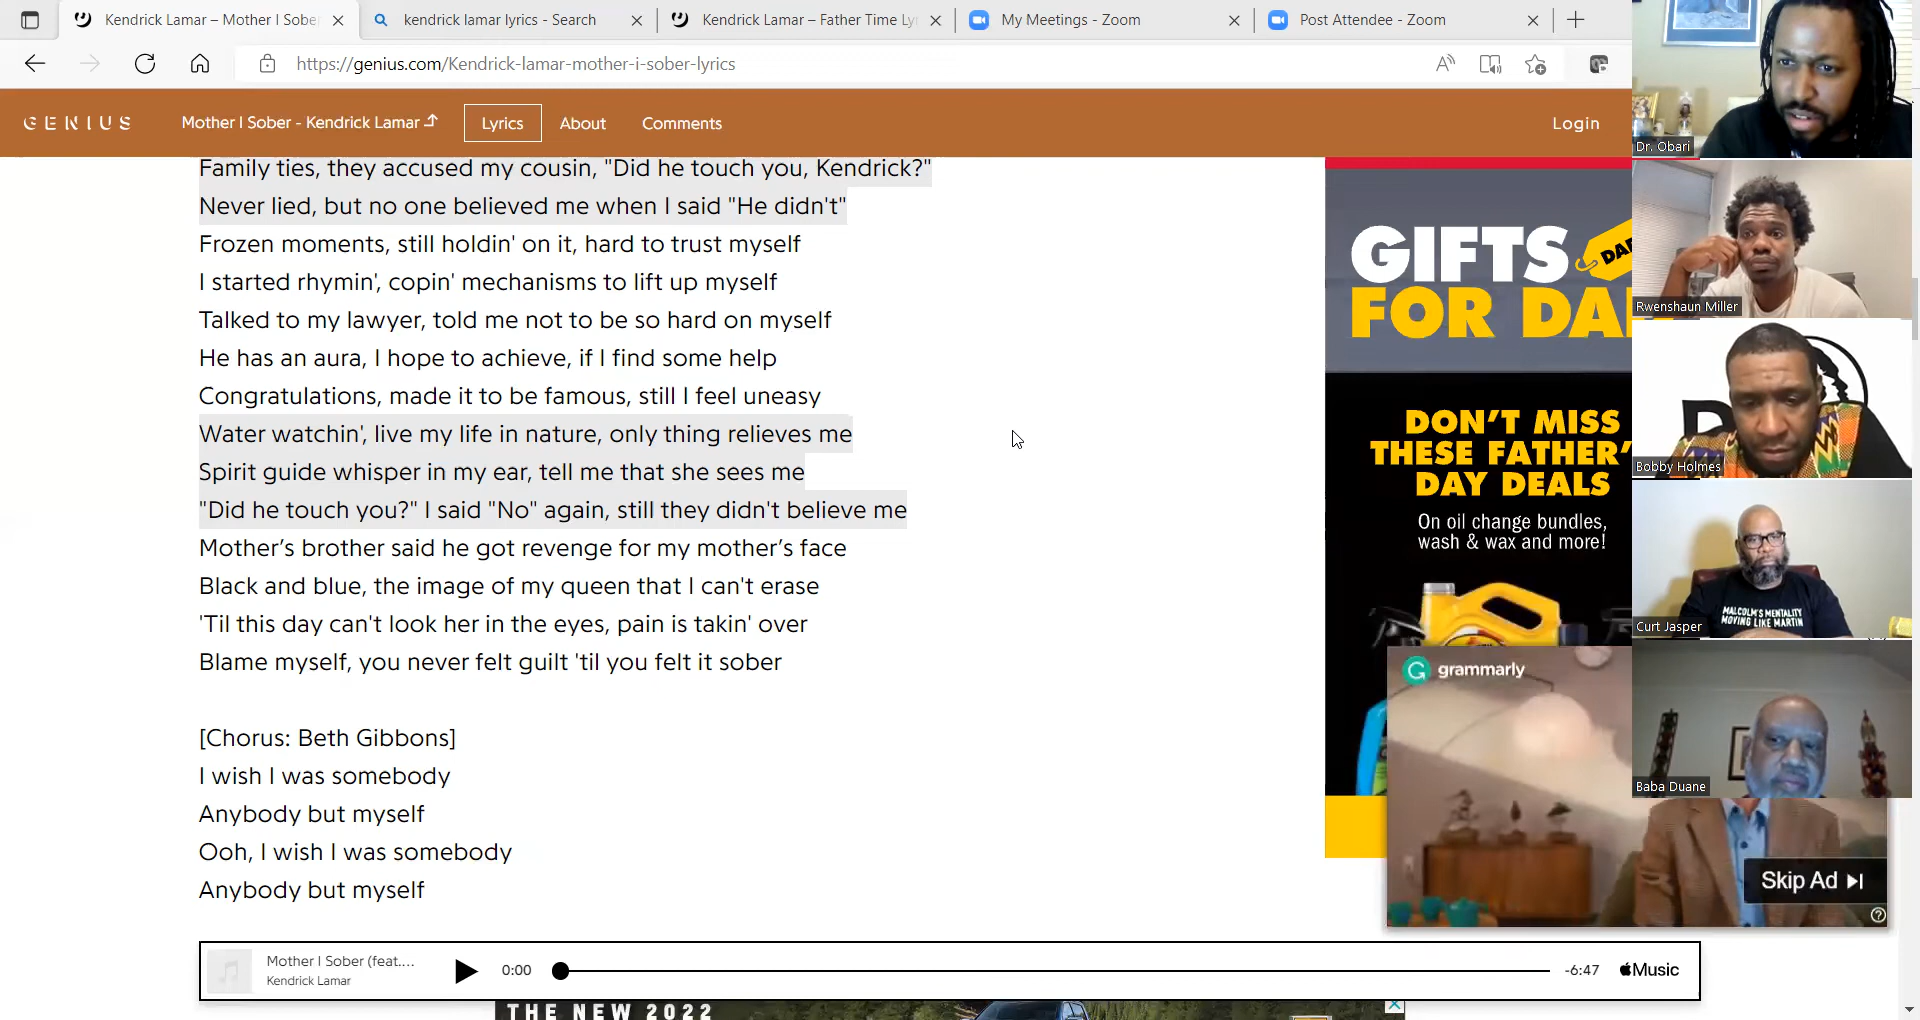 Kendrick Lamar – Mother I Sobe
kendrick lamar lyrics - Search
Kendrick Lamar – Father Time Ly
My Meetings - Zoom
Post Attendee - Zoom
https://genius.com/Kendrick-lamar-mother-i-sober-lyrics
GENIUS
Mother I Sober - Kendrick Lamar
Lyrics
About
Comments
Login
Family ties, they accused my cousin, "Did he touch you, Kendrick?"
Never lied, but no one believed me when I said "He didn't"
Frozen moments, still holdin' on it, hard to trust myself
I started rhymin', copin' mechanisms to lift up myself
Talked to my lawyer, told me not to be so hard on myself
He has an aura, I hope to achieve, if I find some help
Congratulations, made it to be famous, still I feel uneasy
Water watchin', live my life in nature, only thing relieves me
Spirit guide whisper in my ear, tell me that she sees me
"Did he touch you?" I said "No" again, still they didn't believe me
Mother’s brother said he got revenge for my mother’s face
Black and blue, the image of my queen that I can't erase
'Til this day can't look her in the eyes, pain is takin' over
Blame myself, you never felt guilt 'til you felt it sober
[Chorus: Beth Gibbons]
I wish I was somebody
Anybody but myself
Ooh, I wish I was somebody
Anybody but myself
Mother I Sober (feat....
Kendrick Lamar
0:00
-6:47
Music
THE NEW 2022
GIFTS
FOR DA
DON’T MISS
THESE FATHER’
DAY DEALS
On oil change bundles,
wash & wax and more!
grammarly
Skip Ad
Dr. Obari
Rwenshaun Miller
Bobby Holmes
MALCOLM'S MENTALITY
MOVING LIKE MARTIN
Curt Jasper
Baba Duane